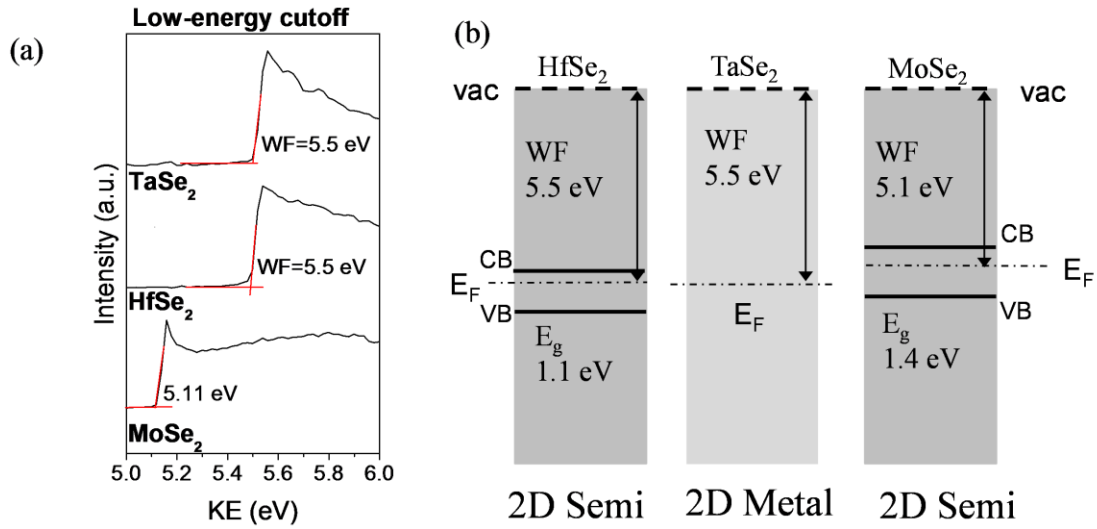 (a)
Low-energy cutoff
WF=5.5 eV
TaSe2
WF=5.5 eV
HfSe2
5.11 eV
MoSe2
Intensity (a.u.)
5.0 5.2 5.4 5.6 5.8 6.0
KE (eV)
(b)
HfSe2 TaSe2 MoSe2
vac vac
WF WF WF
5.5 eV 5.5 eV 5.1 eV
CB CB
EF EF EF
VB VB
Eg Eg
1.1 eV 1.4 eV
2D Semi 2D Metal 2D Semi